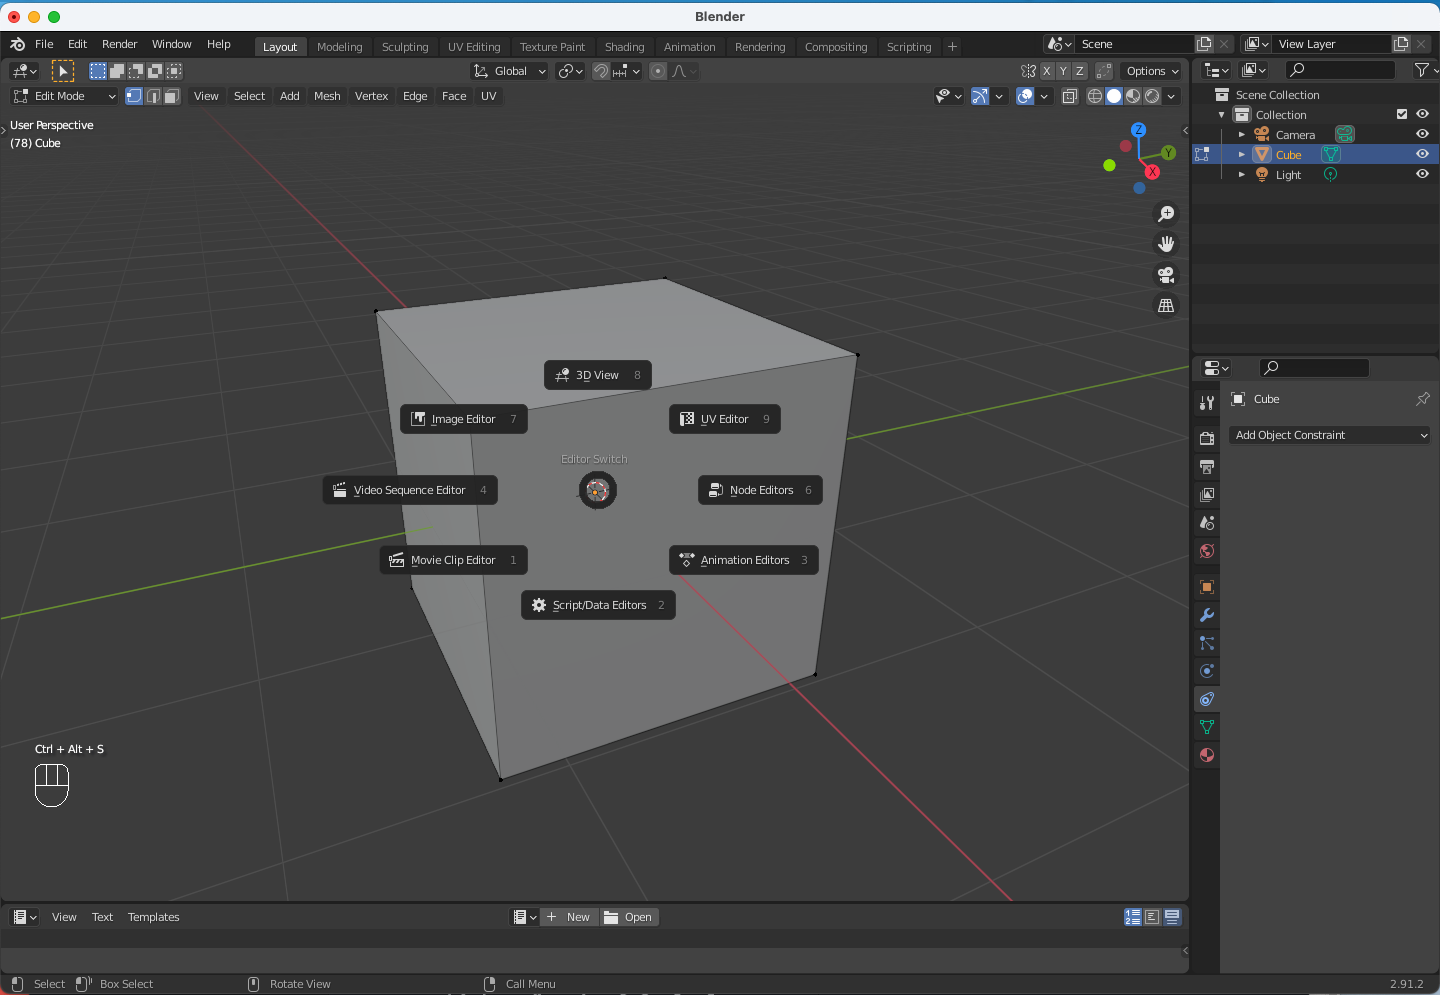 Blender
File Edit Render Window Help Layout Modeling Sculpting UV Editing Texture Paint Shading Animation Rendering Compositing Scripting + Scene View Layer
Global X Y Z Options
Edit Mode View Select Add Mesh Vertex Edge Face UV
Scene Collection
Collection
Camera
Cube
Light
User Perspective
(78) Cube
Z
Y
X
3D View 8
Image Editor 7
UV Editor 9
Editor Switch
Video Sequence Editor 4
Node Editors 6
Movie Clip Editor 1
Animation Editors 3
Script/Data Editors 2
Cube
Add Object Constraint
Ctrl + Alt + S
View Text Templates + New Open
Select Box Select Rotate View Call Menu 2.91.2